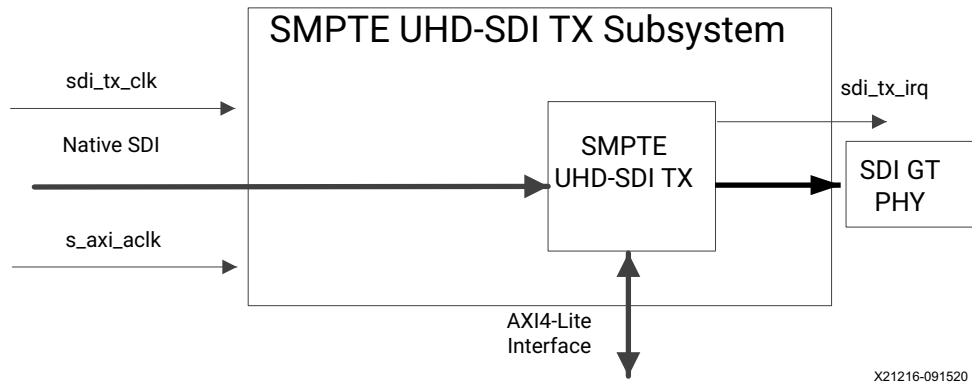 SMPTE UHD-SDI TX Subsystem
sdi_tx_clk
sdi_tx_irq
Native SDI
SMPTE
UHD-SDI TX
SDI GT
PHY
s_axi_aclk
AXI4-Lite
Interface
X21216-091520